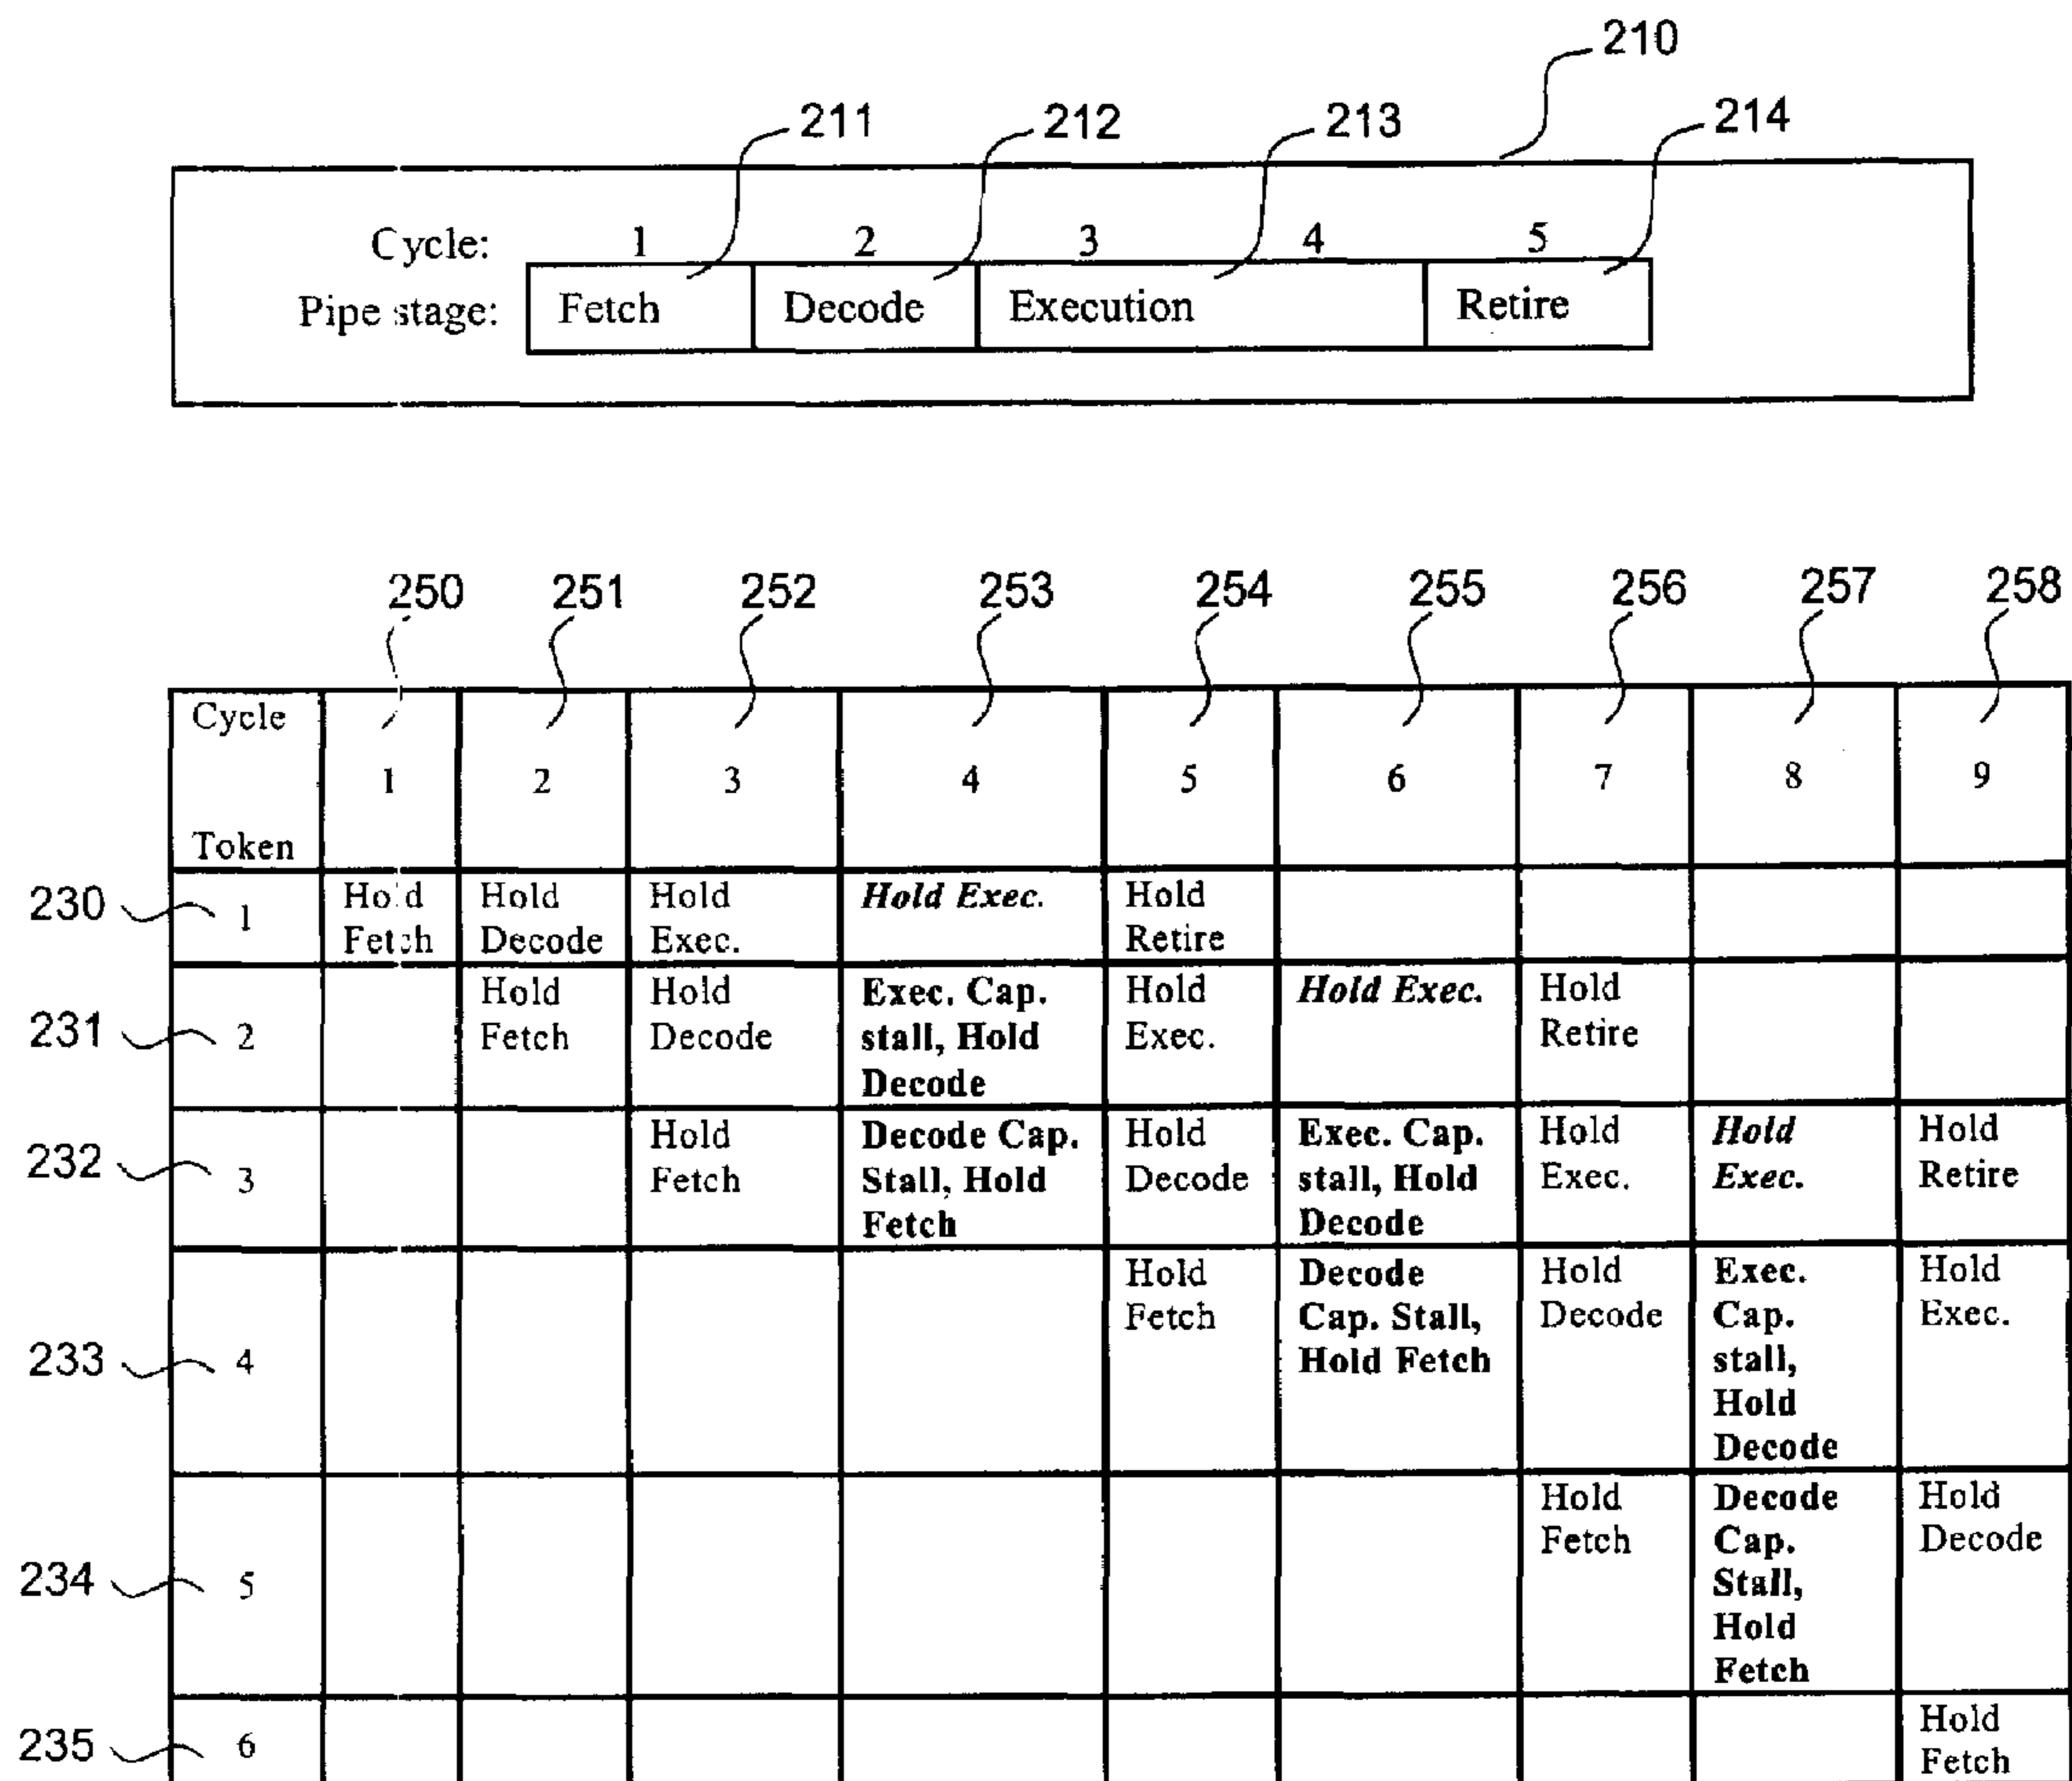 210
211 212 213 214
Cycle: 1 2 3 4 5
Pipe stage: Fetch Decode Execution Retire
250 251 252 253 254 255 256 257 258
Cycle
1 2 3 4 5 6 7 8 9
Token
230 1 Hold Hold Hold Hold Exec. Hold
Fetch Decode Exec. Retire
231 2 Hold Hold Exec. Cap. Hold Hold Exec. Hold
Fetch Decode stall, Hold Exec. Retire
Decode
232 3 Hold Decode Cap. Hold Exec. Cap. Hold Hold Hold
Fetch Stall, Hold Decode stall, Hold Exec. Exec. Retire
Fetch Decode
233 4 Hold Decode Hold Exec. Hold
Fetch Cap. Stall, Decode Cap. Exec.
Hold Fetch stall,
Hold
Decode
234 5 Hold Decode Hold
Fetch Cap. Decode
Stall,
Hold
Fetch
235 6 Hold
Fetch